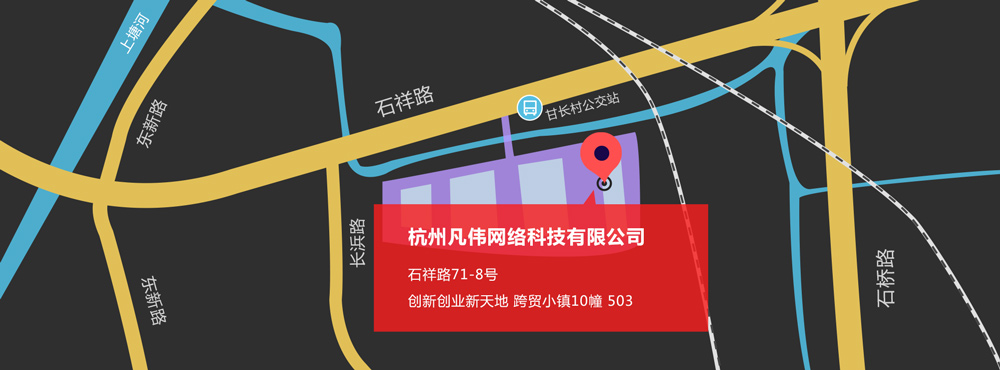 上塘河
东新路
石祥路
甘长村公交站
长浜路
杭州凡伟网络科技有限公司
石祥路71-8号
创新创业新天地 跨贸小镇10幢 503
东新路
石桥路